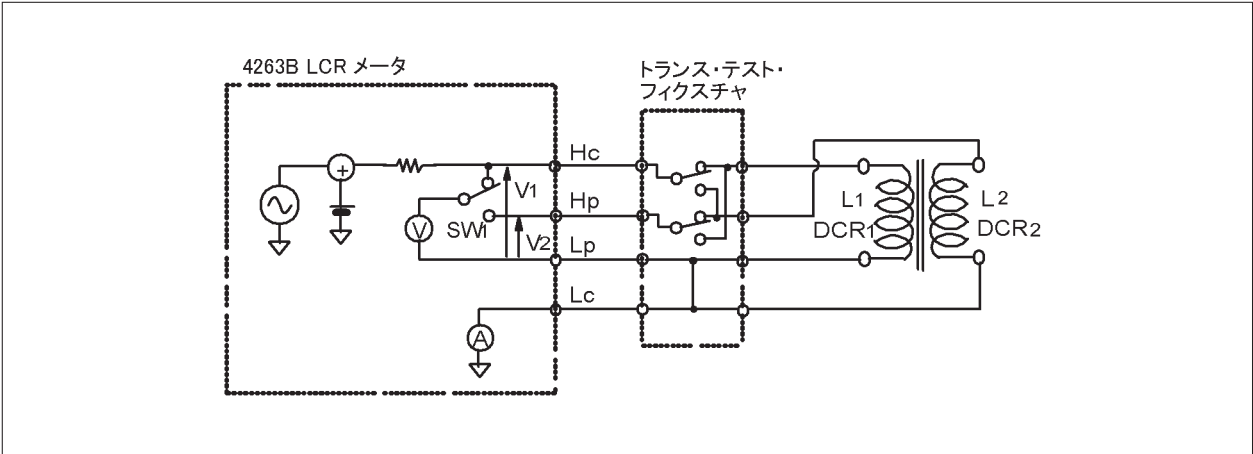 4263B LCR メータ
トランス・テスト・
フィクスチャ
Hc
V1
Hp
V
SW1
V2
Lp
Lc
A
L1
DCR1
L2
DCR2